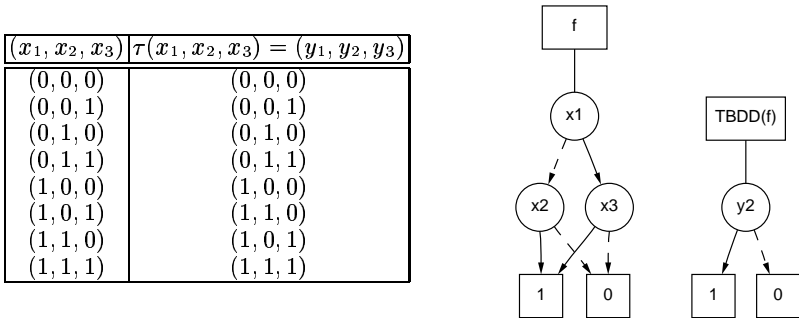 (x₁, x₂, x₃) τ(x₁, x₂, x₃) = (y₁, y₂, y₃)
(0, 0, 0) (0, 0, 0)
(0, 0, 1) (0, 0, 1)
(0, 1, 0) (0, 1, 0)
(0, 1, 1) (0, 1, 1)
(1, 0, 0) (1, 0, 0)
(1, 0, 1) (1, 1, 0)
(1, 1, 0) (1, 0, 1)
(1, 1, 1) (1, 1, 1)
f
x1
x2 x3
1 0
TBDD(f)
y2
1 0